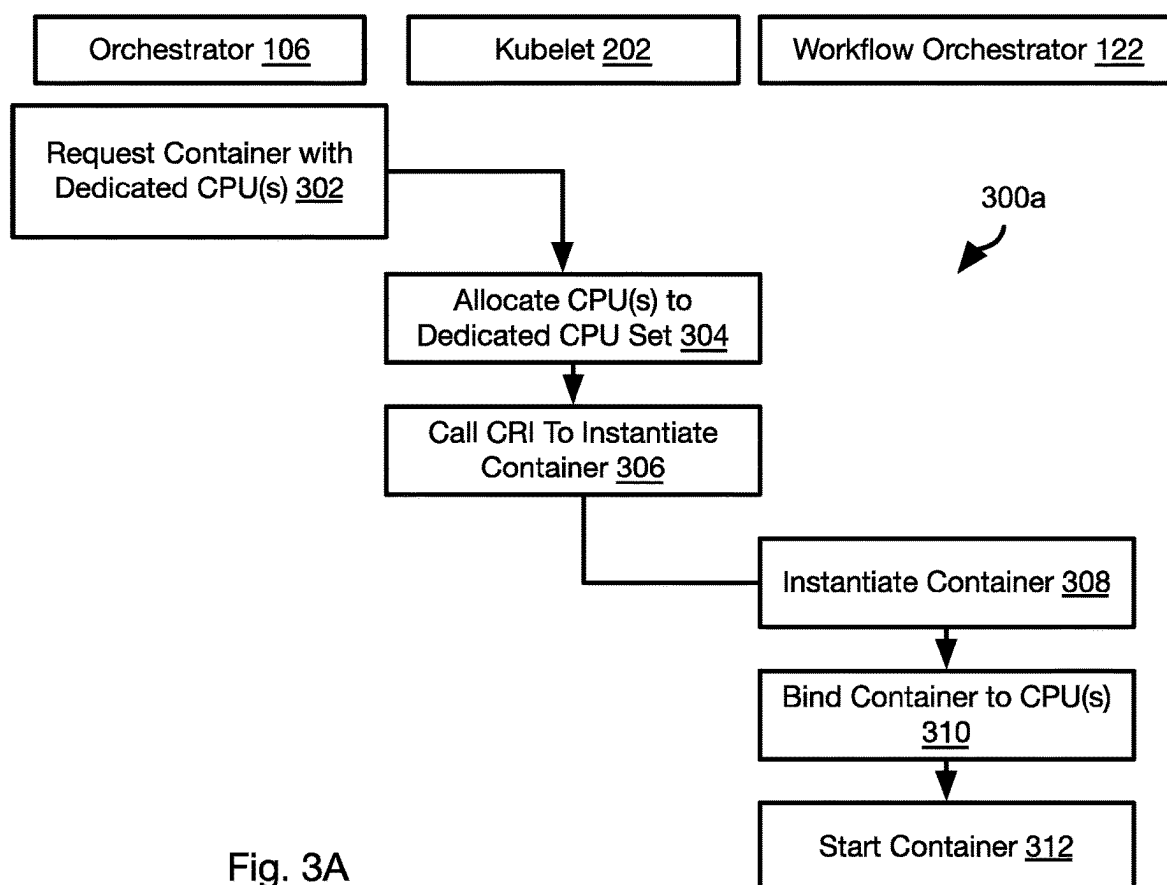 Orchestrator 106
Kubelet 202
Workflow Orchestrator 122
Request Container with
Dedicated CPU(s) 302
300a
Allocate CPU(s) to
Dedicated CPU Set 304
Call CRI To Instantiate
Container 306
Instantiate Container 308
Bind Container to CPU(s)
310
Start Container 312
Fig. 3A